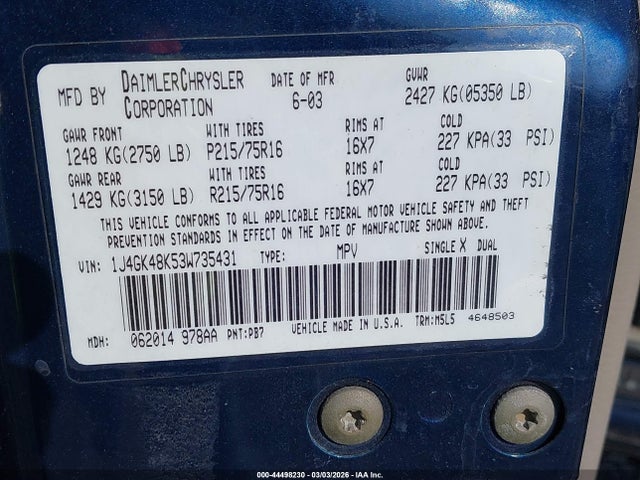 MFD BY DAIMLERCHRYSLER CORPORATION DATE OF MFR 6-03 GVWR 2427 KG(05350 LB)
GAWR FRONT WITH TIRES RIMS AT COLD
1248 KG(2750 LB) P215/75R16 16X7 227 KPA(33 PSI)
GAWR REAR WITH TIRES RIMS AT COLD
1429 KG(3150 LB) R215/75R16 16X7 227 KPA(33 PSI)
THIS VEHICLE CONFORMS TO ALL APPLICABLE FEDERAL MOTOR VEHICLE SAFETY AND THEFT
PREVENTION STANDARDS IN EFFECT ON THE DATE OF MANUFACTURE SHOWN ABOVE.
VIN: 1J4GK48K53W735431 TYPE: MPV SINGLE X DUAL
MDH: 062014 978AA PNT:PB7 VEHICLE MADE IN U.S.A. TRM:M5L5 4648503
000-44498230 - 03/03/2026 - IAA Inc.